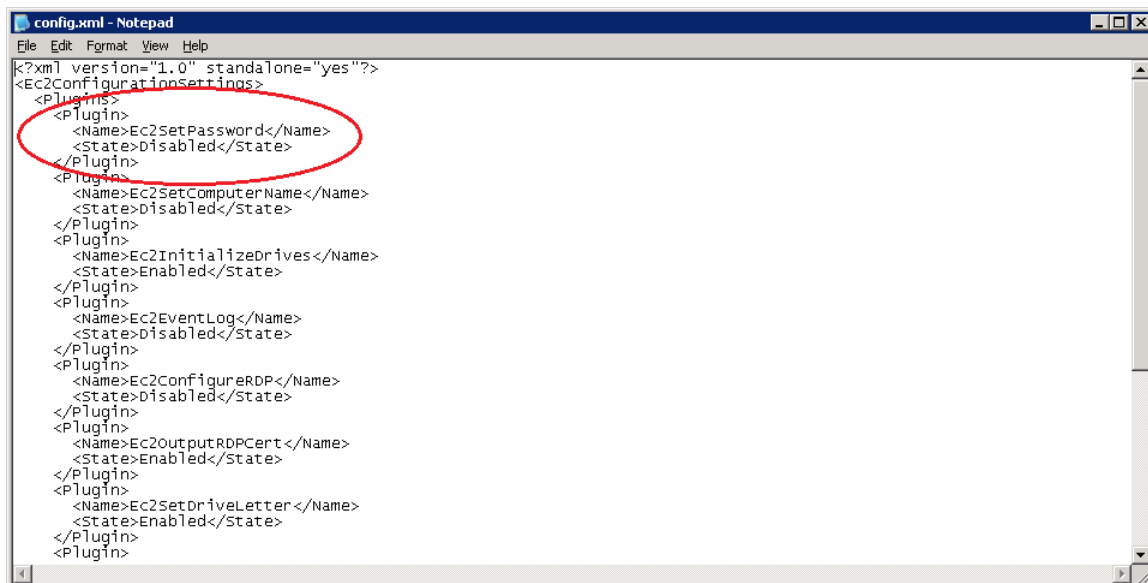 config.xml - Notepad
File Edit Format View Help
<?xml version="1.0" standalone="yes"?>
<Ec2ConfigurationSettings>
  <Plugins>
    <Plugin>
      <Name>Ec2SetPassword</Name>
      <State>Disabled</State>
    </Plugin>
    <Plugin>
      <Name>Ec2SetComputerName</Name>
      <State>Disabled</State>
    </Plugin>
    <Plugin>
      <Name>Ec2InitializeDrives</Name>
      <State>Enabled</State>
    </Plugin>
    <Plugin>
      <Name>Ec2EventLog</Name>
      <State>Disabled</State>
    </Plugin>
    <Plugin>
      <Name>Ec2ConfigureRDP</Name>
      <State>Disabled</State>
    </Plugin>
    <Plugin>
      <Name>Ec2OutputRDPCert</Name>
      <State>Enabled</State>
    </Plugin>
    <Plugin>
      <Name>Ec2SetDriveLetter</Name>
      <State>Enabled</State>
    </Plugin>
    <Plugin>